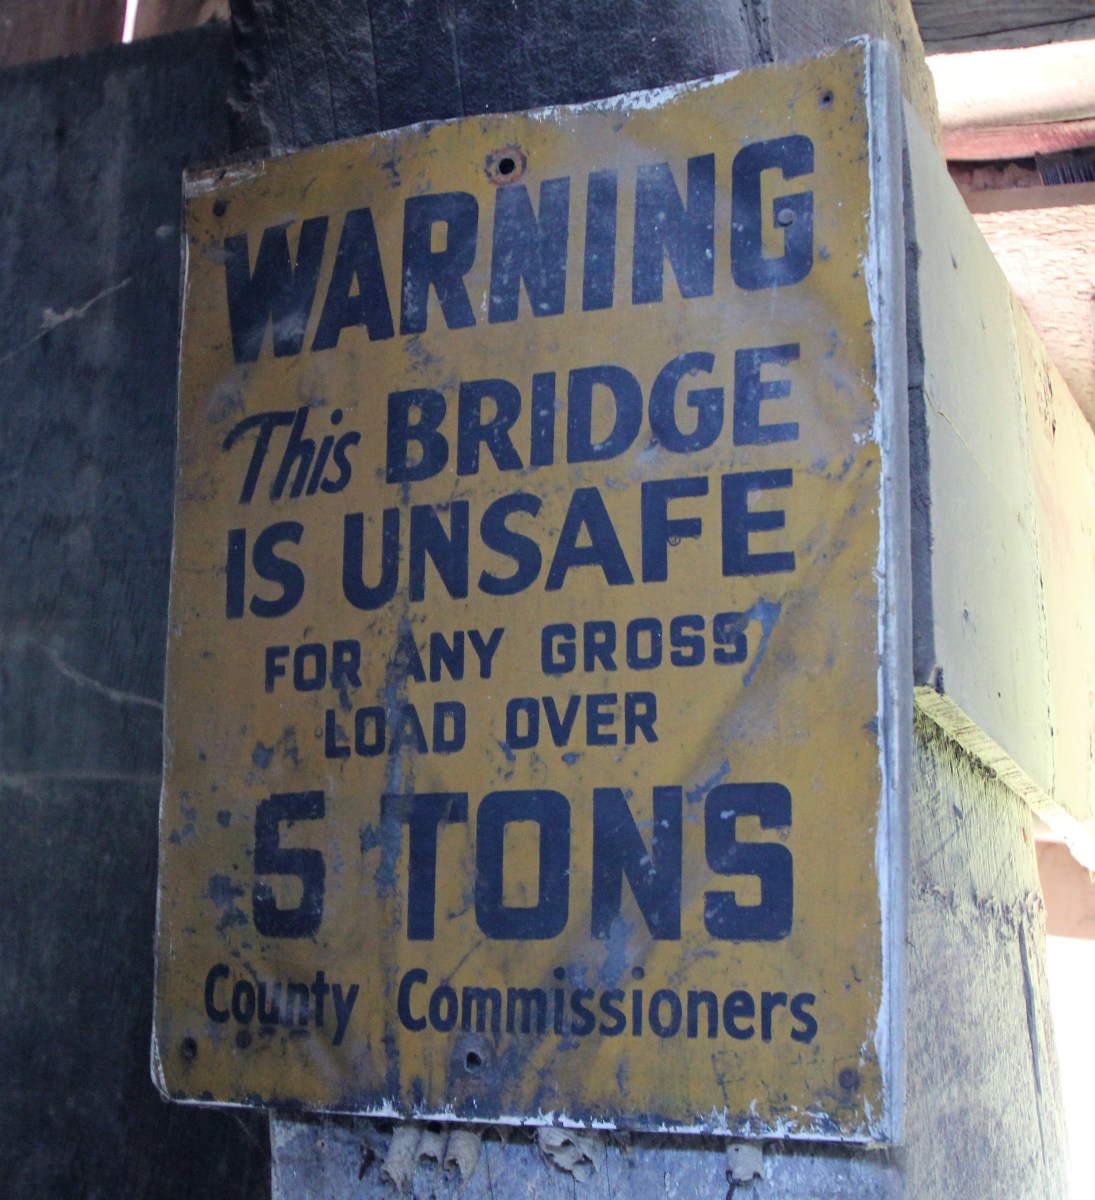 WARNING
This BRIDGE
IS UNSAFE
FOR ANY GROSS
LOAD OVER
5 TONS
County Commissioners